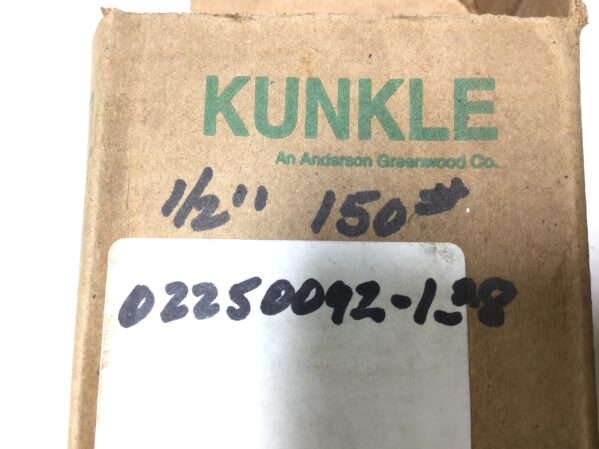 KUNKLE
An Anderson Greenwood Co.
1/2" 150#